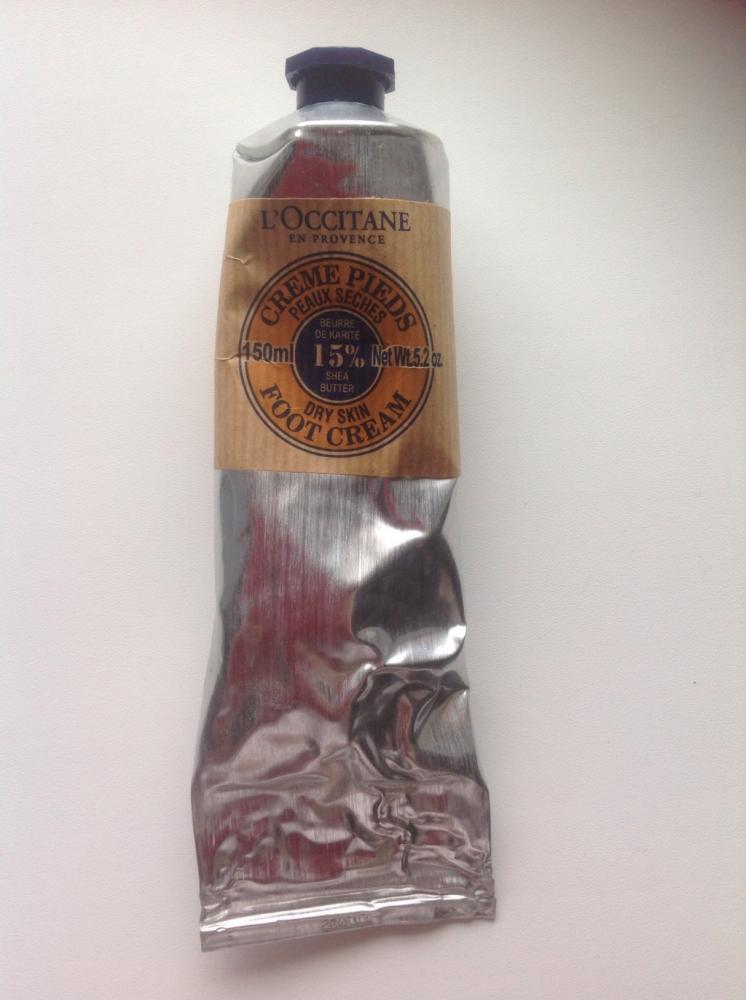 L'OCCITANE
EN PROVENCE
CREME PIEDS
PEAUX SECHES
BEURRE
DE KARITE
150ml 15% Net Wt.5.2 oz.
SHEA
BUTTER
DRY SKIN
FOOT CREAM